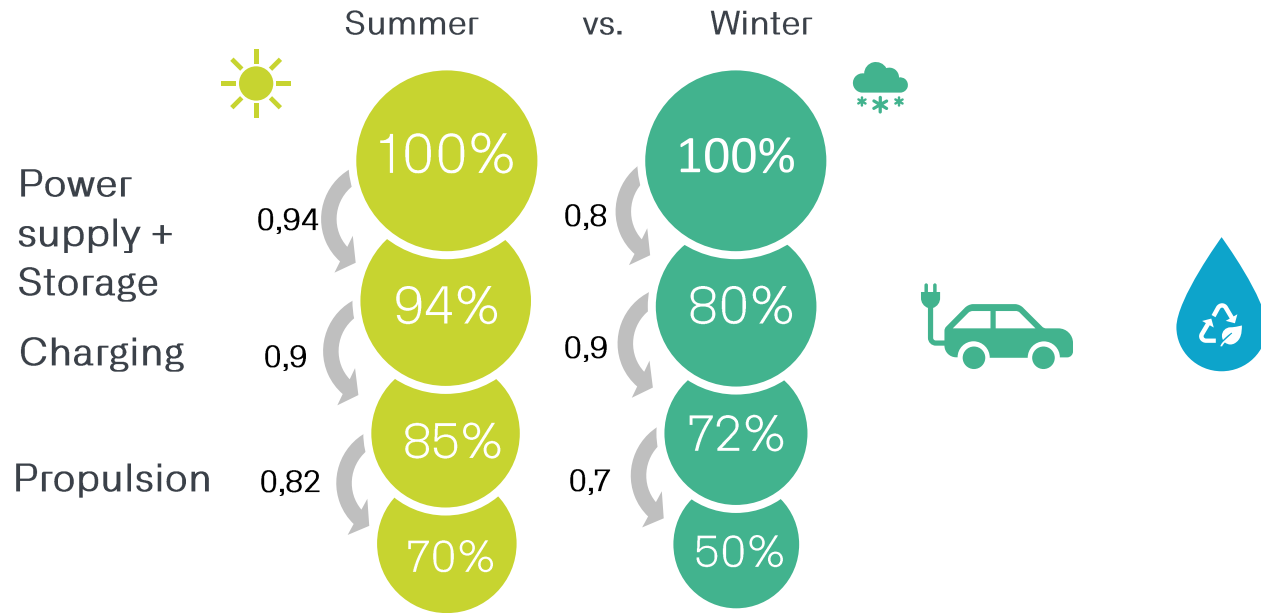 Summer vs. Winter
100% 100%
Power
supply +
Storage
0,94 0,8
94% 80%
Charging 0,9 0,9
85% 72%
Propulsion 0,82 0,7
70% 50%